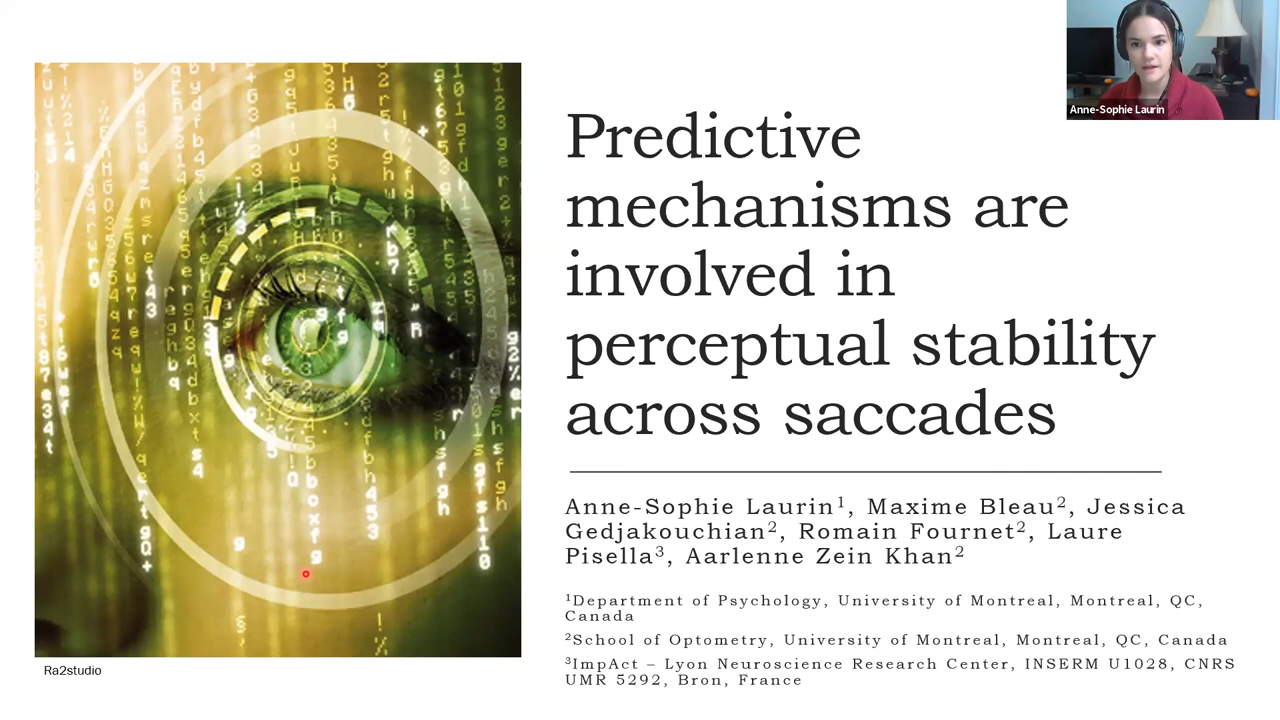 Anne-Sophie Laurin
Predictive
mechanisms are
involved in
perceptual stability
across saccades
Anne-Sophie Laurin¹, Maxime Bleau², Jessica
Gedjakouchian², Romain Fournet², Laure
Pisella³, Aarlenne Zein Khan²
¹Department of Psychology, University of Montreal, Montreal, QC,
Canada
²School of Optometry, University of Montreal, Montreal, QC, Canada
³ImpAct – Lyon Neuroscience Research Center, INSERM U1028, CNRS
UMR 5292, Bron, France
Ra2studio